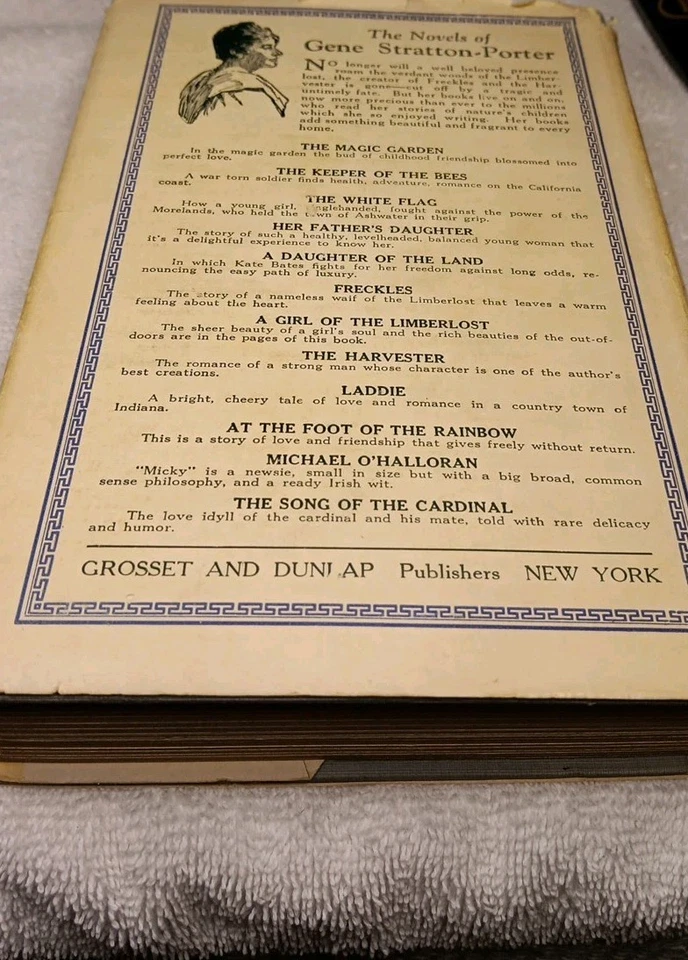 The Novels of
Gene Stratton-Porter
NO longer will a well beloved presence
roam the verdant woods of the Limber-
lost, the creator of Freckles and the Har-
vester is gone—cut off by a tragic and
untimely fate. But her books live on and on,
now more precious than ever to the millions
who read her stories of nature's children
which she so enjoyed writing. Her books
add something beautiful and fragrant to every
home.
THE MAGIC GARDEN
In the magic garden the bud of childhood friendship blossomed into
perfect love.
THE KEEPER OF THE BEES
A war torn soldier finds health, adventure, romance on the California
coast.
THE WHITE FLAG
How a young girl, nglehanded, fought against the power of the
Morelands, who held the town of Ashwater in their grip.
HER FATHER'S DAUGHTER
The story of such a healthy, levelheaded, balanced young woman that
it's a delightful experience to know her.
A DAUGHTER OF THE LAND
In which Kate Bates fights for her freedom against long odds, re-
nouncing the easy path of luxury.
FRECKLES
The story of a nameless waif of the Limberlost that leaves a warm
feeling about the heart.
A GIRL OF THE LIMBERLOST
The sheer beauty of a girl's soul and the rich beauties of the out-of-
doors are in the pages of this book.
THE HARVESTER
The romance of a strong man whose character is one of the author's
best creations.
LADDIE
A bright, cheery tale of love and romance in a country town of
Indiana.
AT THE FOOT OF THE RAINBOW
This is a story of love and friendship that gives freely without return.
MICHAEL O'HALLORAN
"Micky" is a newsie, small in size but with a big broad, common
sense philosophy, and a ready Irish wit.
THE SONG OF THE CARDINAL
The love idyll of the cardinal and his mate, told with rare delicacy
and humor.
GROSSET AND DUNLAP Publishers NEW YORK